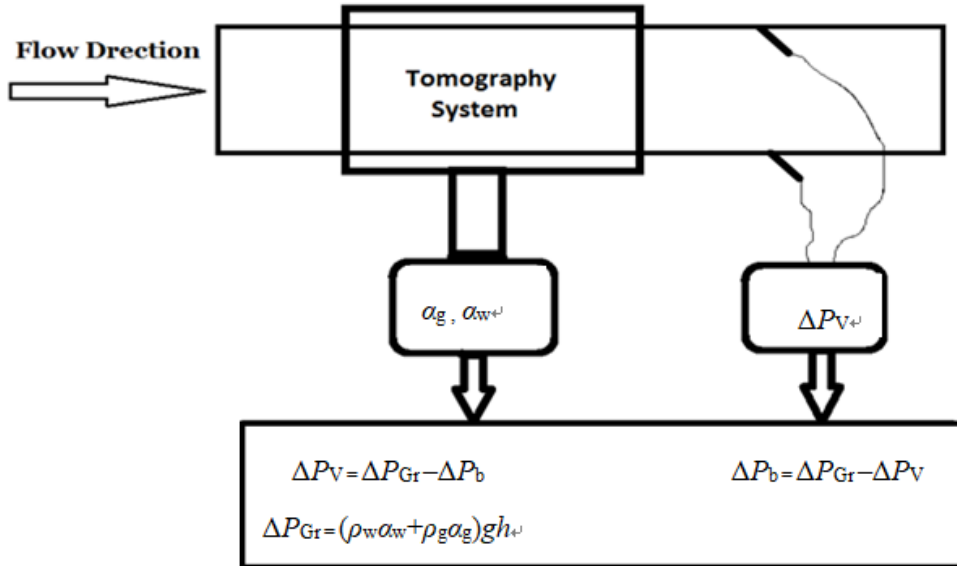 Flow Drection
Tomography
System
αg , αw↵
ΔPV↵
ΔPV=ΔPGr−ΔPb
ΔPb=ΔPGr−ΔPV
ΔPGr=(ρwαw+ρgαg)gh↵